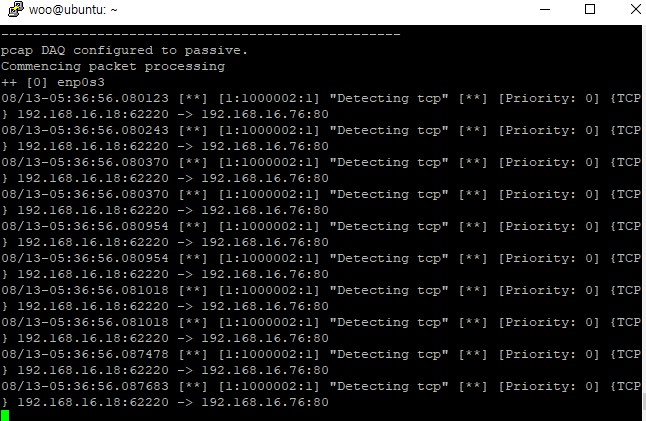 woo@ubuntu: ~
--------------------------------------------------
pcap DAQ configured to passive.
Commencing packet processing
++ [0] enp0s3
08/13-05:36:56.080123 [**] [1:1000002:1] "Detecting tcp" [**] [Priority: 0] {TCP
} 192.168.16.18:62220 -> 192.168.16.76:80
08/13-05:36:56.080243 [**] [1:1000002:1] "Detecting tcp" [**] [Priority: 0] {TCP
} 192.168.16.18:62220 -> 192.168.16.76:80
08/13-05:36:56.080370 [**] [1:1000002:1] "Detecting tcp" [**] [Priority: 0] {TCP
} 192.168.16.18:62220 -> 192.168.16.76:80
08/13-05:36:56.080370 [**] [1:1000002:1] "Detecting tcp" [**] [Priority: 0] {TCP
} 192.168.16.18:62220 -> 192.168.16.76:80
08/13-05:36:56.080954 [**] [1:1000002:1] "Detecting tcp" [**] [Priority: 0] {TCP
} 192.168.16.18:62220 -> 192.168.16.76:80
08/13-05:36:56.080954 [**] [1:1000002:1] "Detecting tcp" [**] [Priority: 0] {TCP
} 192.168.16.18:62220 -> 192.168.16.76:80
08/13-05:36:56.081018 [**] [1:1000002:1] "Detecting tcp" [**] [Priority: 0] {TCP
} 192.168.16.18:62220 -> 192.168.16.76:80
08/13-05:36:56.081018 [**] [1:1000002:1] "Detecting tcp" [**] [Priority: 0] {TCP
} 192.168.16.18:62220 -> 192.168.16.76:80
08/13-05:36:56.087478 [**] [1:1000002:1] "Detecting tcp" [**] [Priority: 0] {TCP
} 192.168.16.18:62220 -> 192.168.16.76:80
08/13-05:36:56.087683 [**] [1:1000002:1] "Detecting tcp" [**] [Priority: 0] {TCP
} 192.168.16.18:62220 -> 192.168.16.76:80